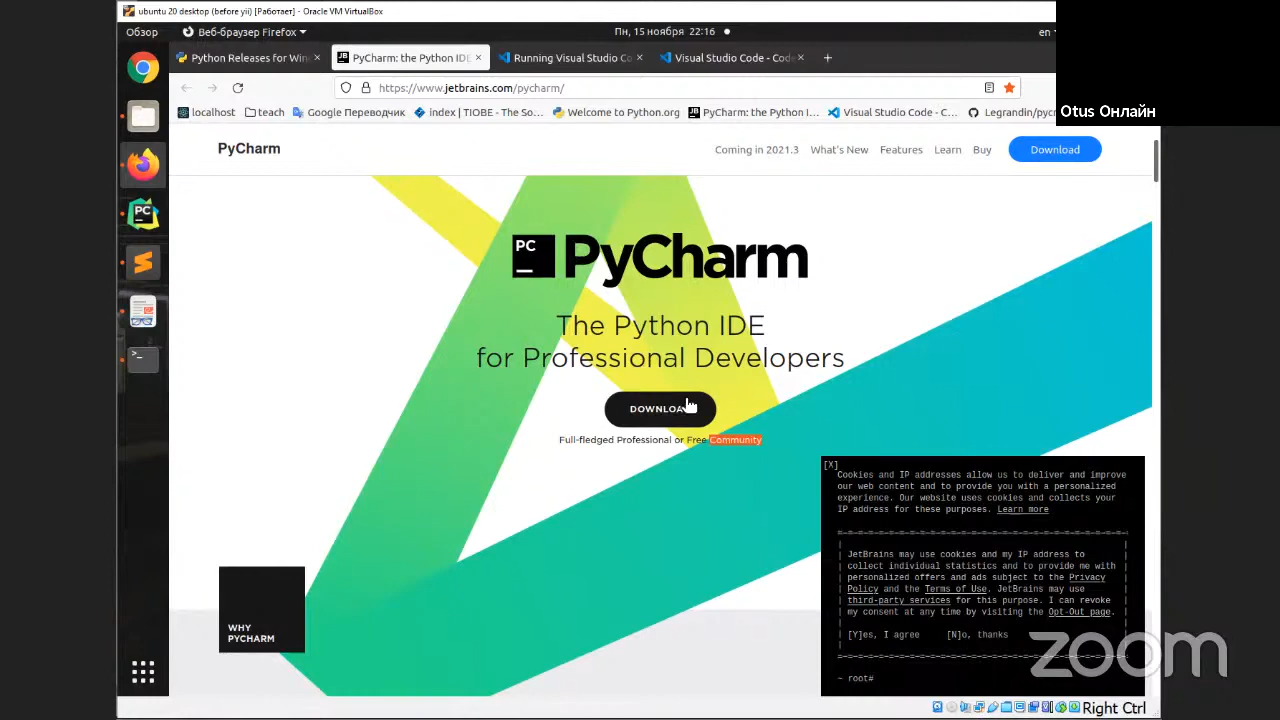 ubuntu 20 desktop (before yii) [Работает] - Oracle VM VirtualBox
Обзор Веб-браузер Firefox Пн, 15 ноября 22:16 en
Python Releases for Win PyCharm: the Python IDE Running Visual Studio Co Visual Studio Code - Code
https://www.jetbrains.com/pycharm/
localhost teach Google Переводчик index | TIOBE - The So... Welcome to Python.org PyCharm: the Python I... Visual Studio Code - C... Legrandin/pyc
Otus Онлайн
PyCharm Coming in 2021.3 What's New Features Learn Buy Download
PC PyCharm
The Python IDE
for Professional Developers
DOWNLOAD
Full-fledged Professional or Free Community
[X]
Cookies and IP addresses allow us to deliver and improve
our web content and to provide you with a personalized
experience. Our website uses cookies and collects your
IP address for these purposes. Learn more
JetBrains may use cookies and my IP address to
collect individual statistics and to provide me with
personalized offers and ads subject to the Privacy
Policy and the Terms of Use. JetBrains may use
third-party services for this purpose. I can revoke
my consent at any time by visiting the Opt-Out page.
[Y]es, I agree [N]o, thanks
~ root#
WHY
PYCHARM
zoom
Right Ctrl